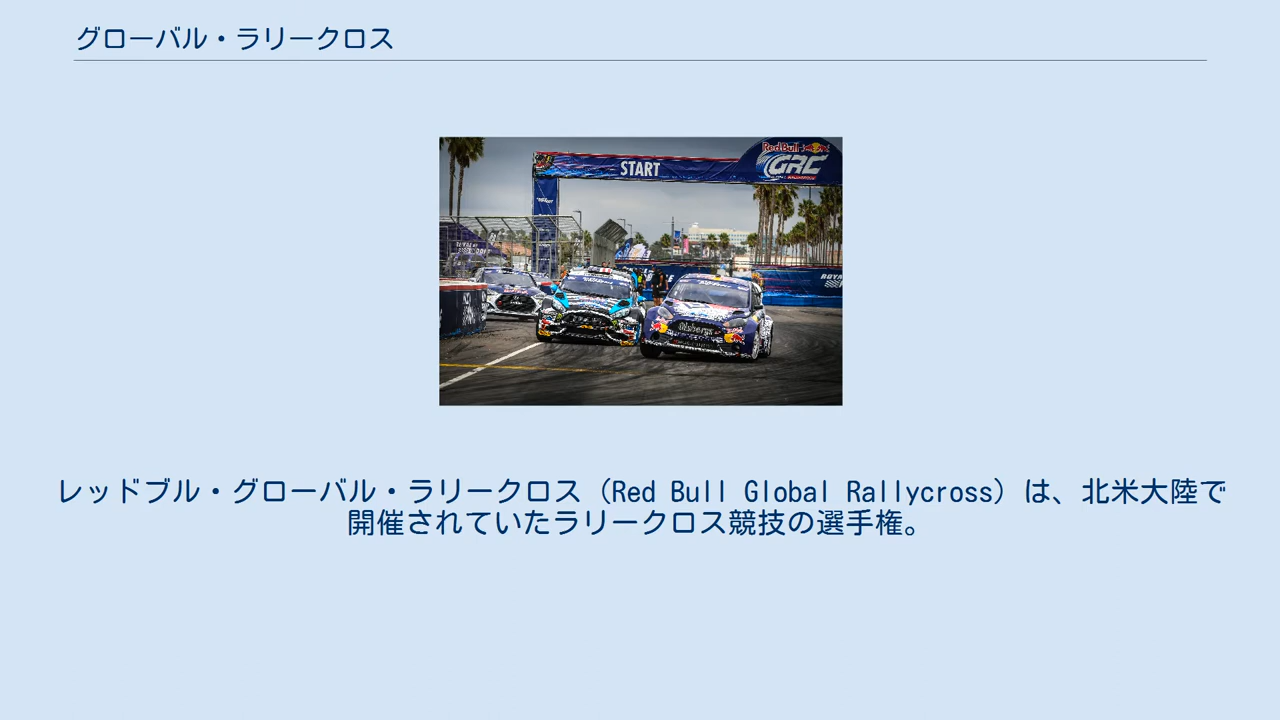 グローバル・ラリークロス
START
Red Bull
GRC
レッドブル・グローバル・ラリークロス（Red Bull Global Rallycross）は、北米大陸で
開催されていたラリークロス競技の選手権。